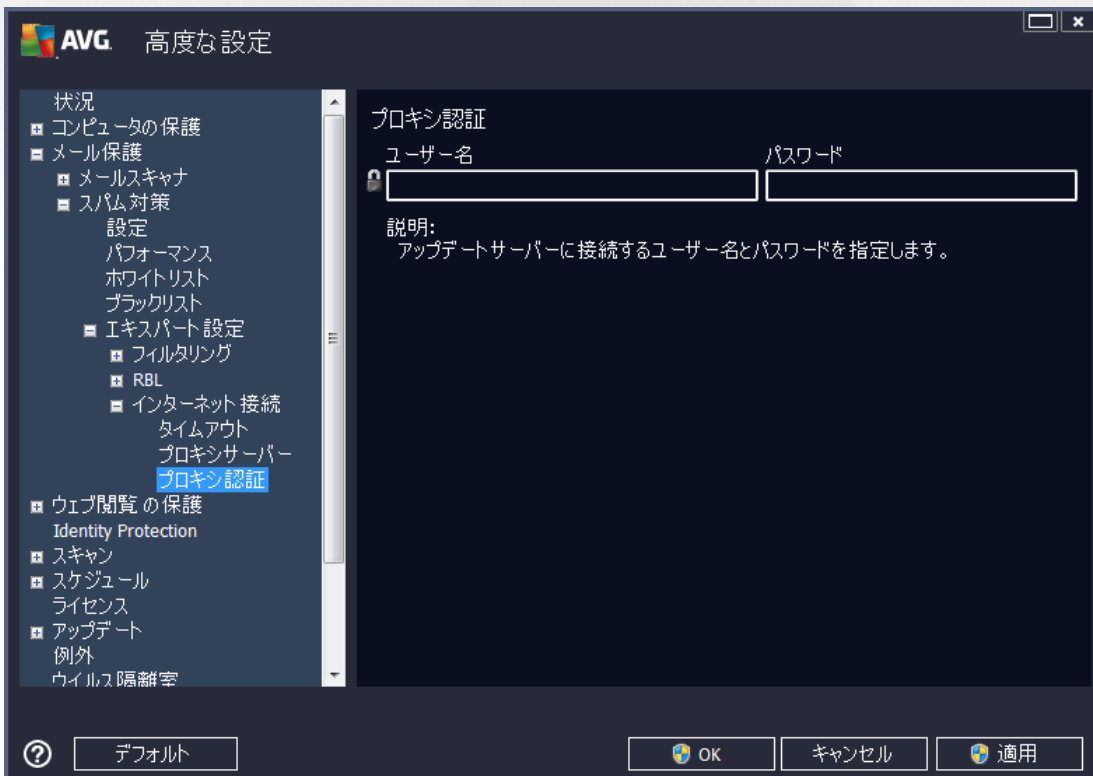 AVG. 高度な設定
状況
コンピュータの保護
メール保護
メールスキャナ
スパム対策
設定
パフォーマンス
ホワイトリスト
ブラックリスト
エキスパート設定
フィルタリング
RBL
インターネット接続
タイムアウト
プロキシサーバー
プロキシ認証
ウェブ閲覧の保護
Identity Protection
スキャン
スケジュール
ライセンス
アップデート
例外
ウイルス隔離室
プロキシ認証
ユーザー名 パスワード
説明:
アップデートサーバーに接続するユーザー名とパスワードを指定します。
デフォルト OK キャンセル 適用